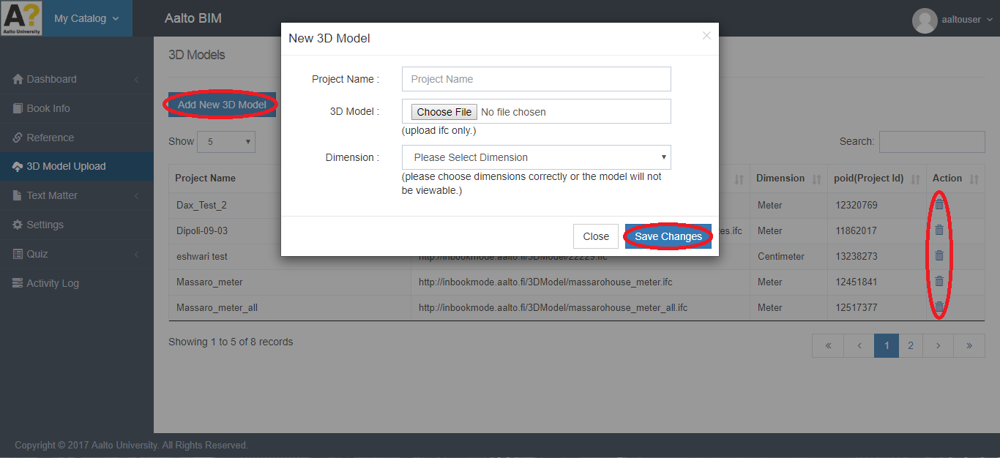 A?
Aalto University
My Catalog
Aalto BIM
aaltouser
Dashboard
Book Info
Reference
3D Model Upload
Text Matter
Settings
Quiz
Activity Log
3D Models
Add New 3D Model
Show 5
Search:
New 3D Model
×
Project Name : Project Name
3D Model : Choose File No file chosen
(upload ifc only.)
Dimension : Please Select Dimension
(please choose dimensions correctly or the model will not
be viewable.)
Close Save Changes
Project Name Dimension poid(Project Id) Action
Dax_Test_2 Meter 12320769
Dipoli-09-03 tes.ifc Meter 11862017
eshwari test http://inbookmode.aalto.fi/3DModel/22229.ifc Centimeter 13238273
Massaro_meter http://inbookmode.aalto.fi/3DModel/massarohouse_meter.ifc Meter 12451841
Massaro_meter_all http://inbookmode.aalto.fi/3DModel/massarohouse_meter_all.ifc Meter 12517377
Showing 1 to 5 of 8 records
« ‹ 1 2 › »
Copyright © 2017 Aalto University. All Rights Reserved.